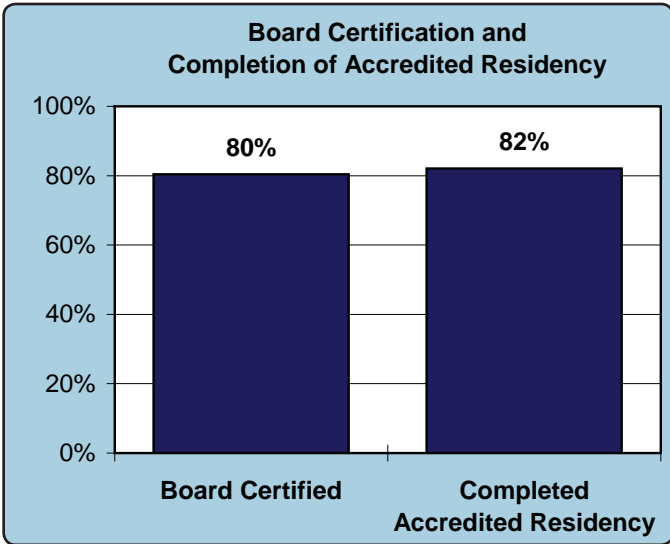 Board Certification and
Completion of Accredited Residency
100%
80%
60%
40%
20%
0%
80%
82%
Board Certified
Completed
Accredited Residency